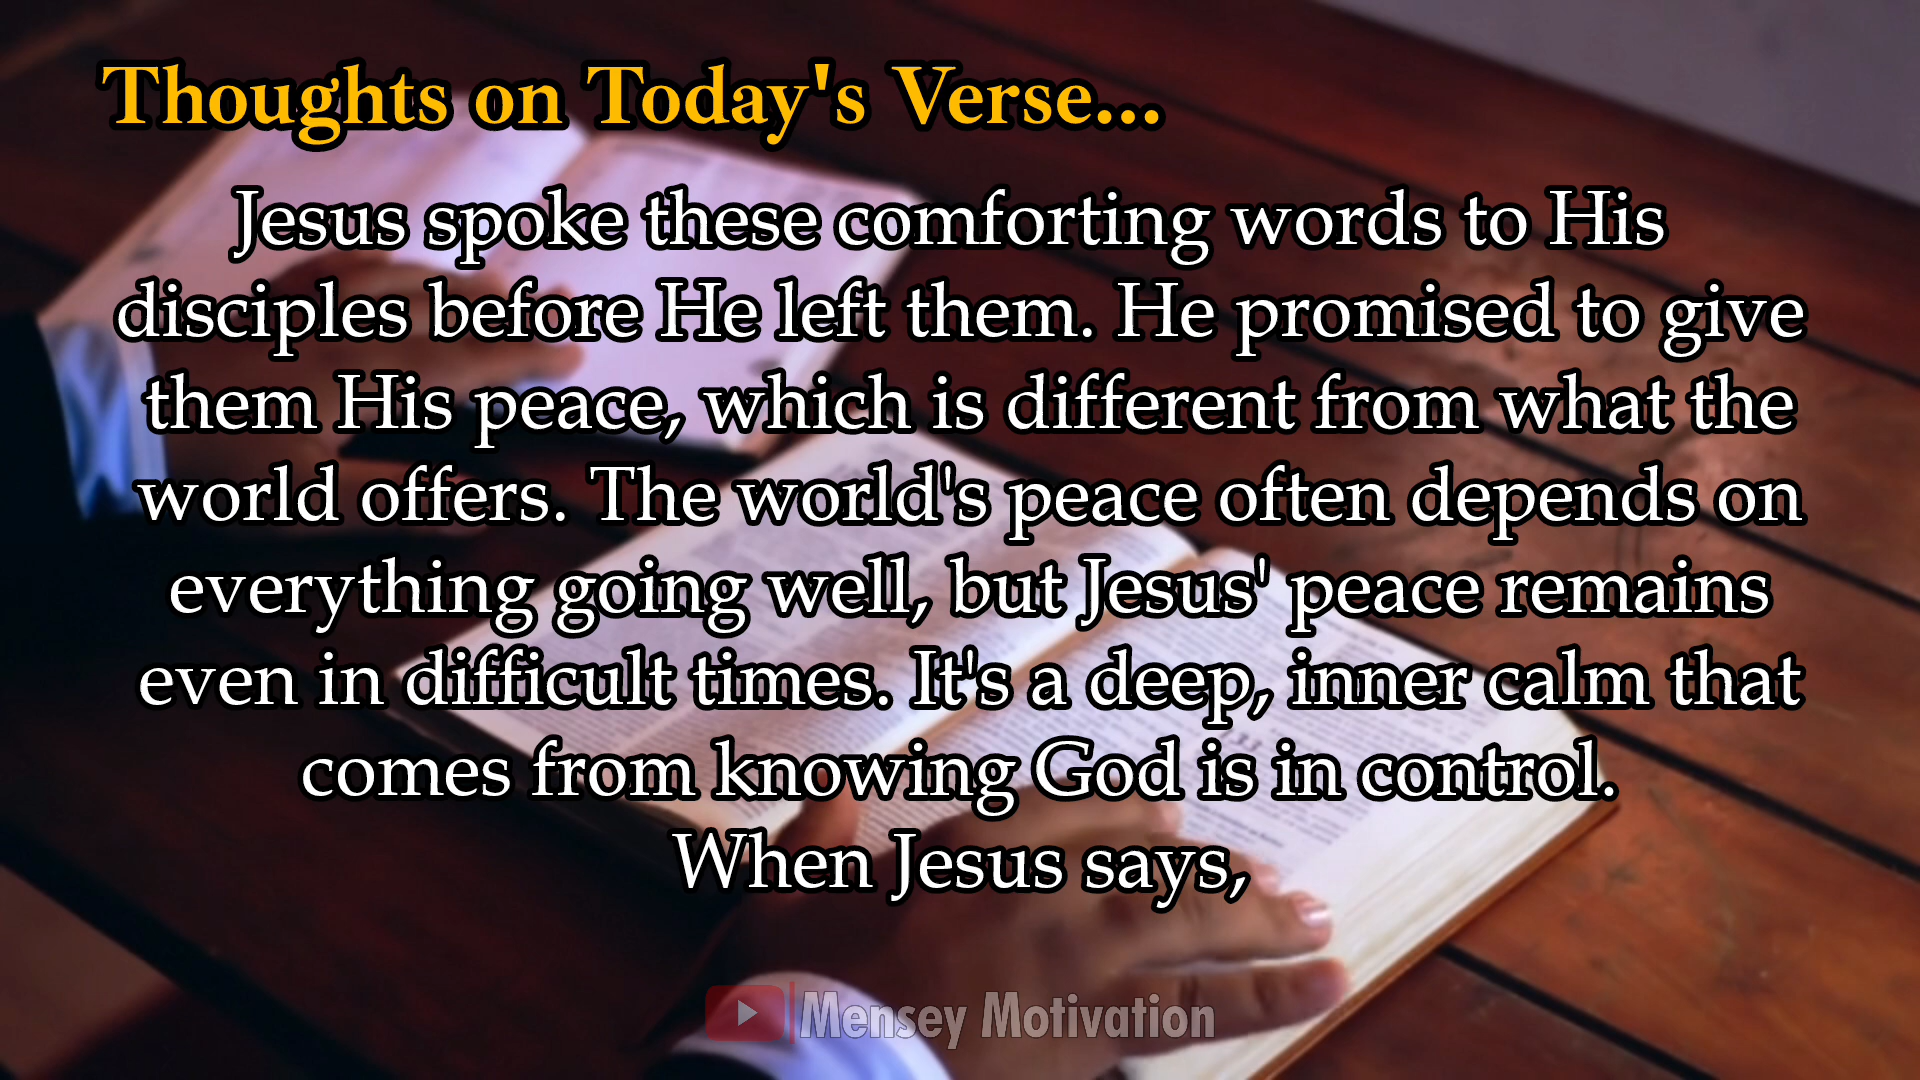 Thoughts on Today's Verse...
Jesus spoke these comforting words to His
disciples before He left them. He promised to give
them His peace, which is different from what the
world offers. The world's peace often depends on
everything going well, but Jesus' peace remains
even in difficult times. It's a deep, inner calm that
comes from knowing God is in control.
When Jesus says,
Mensey Motivation